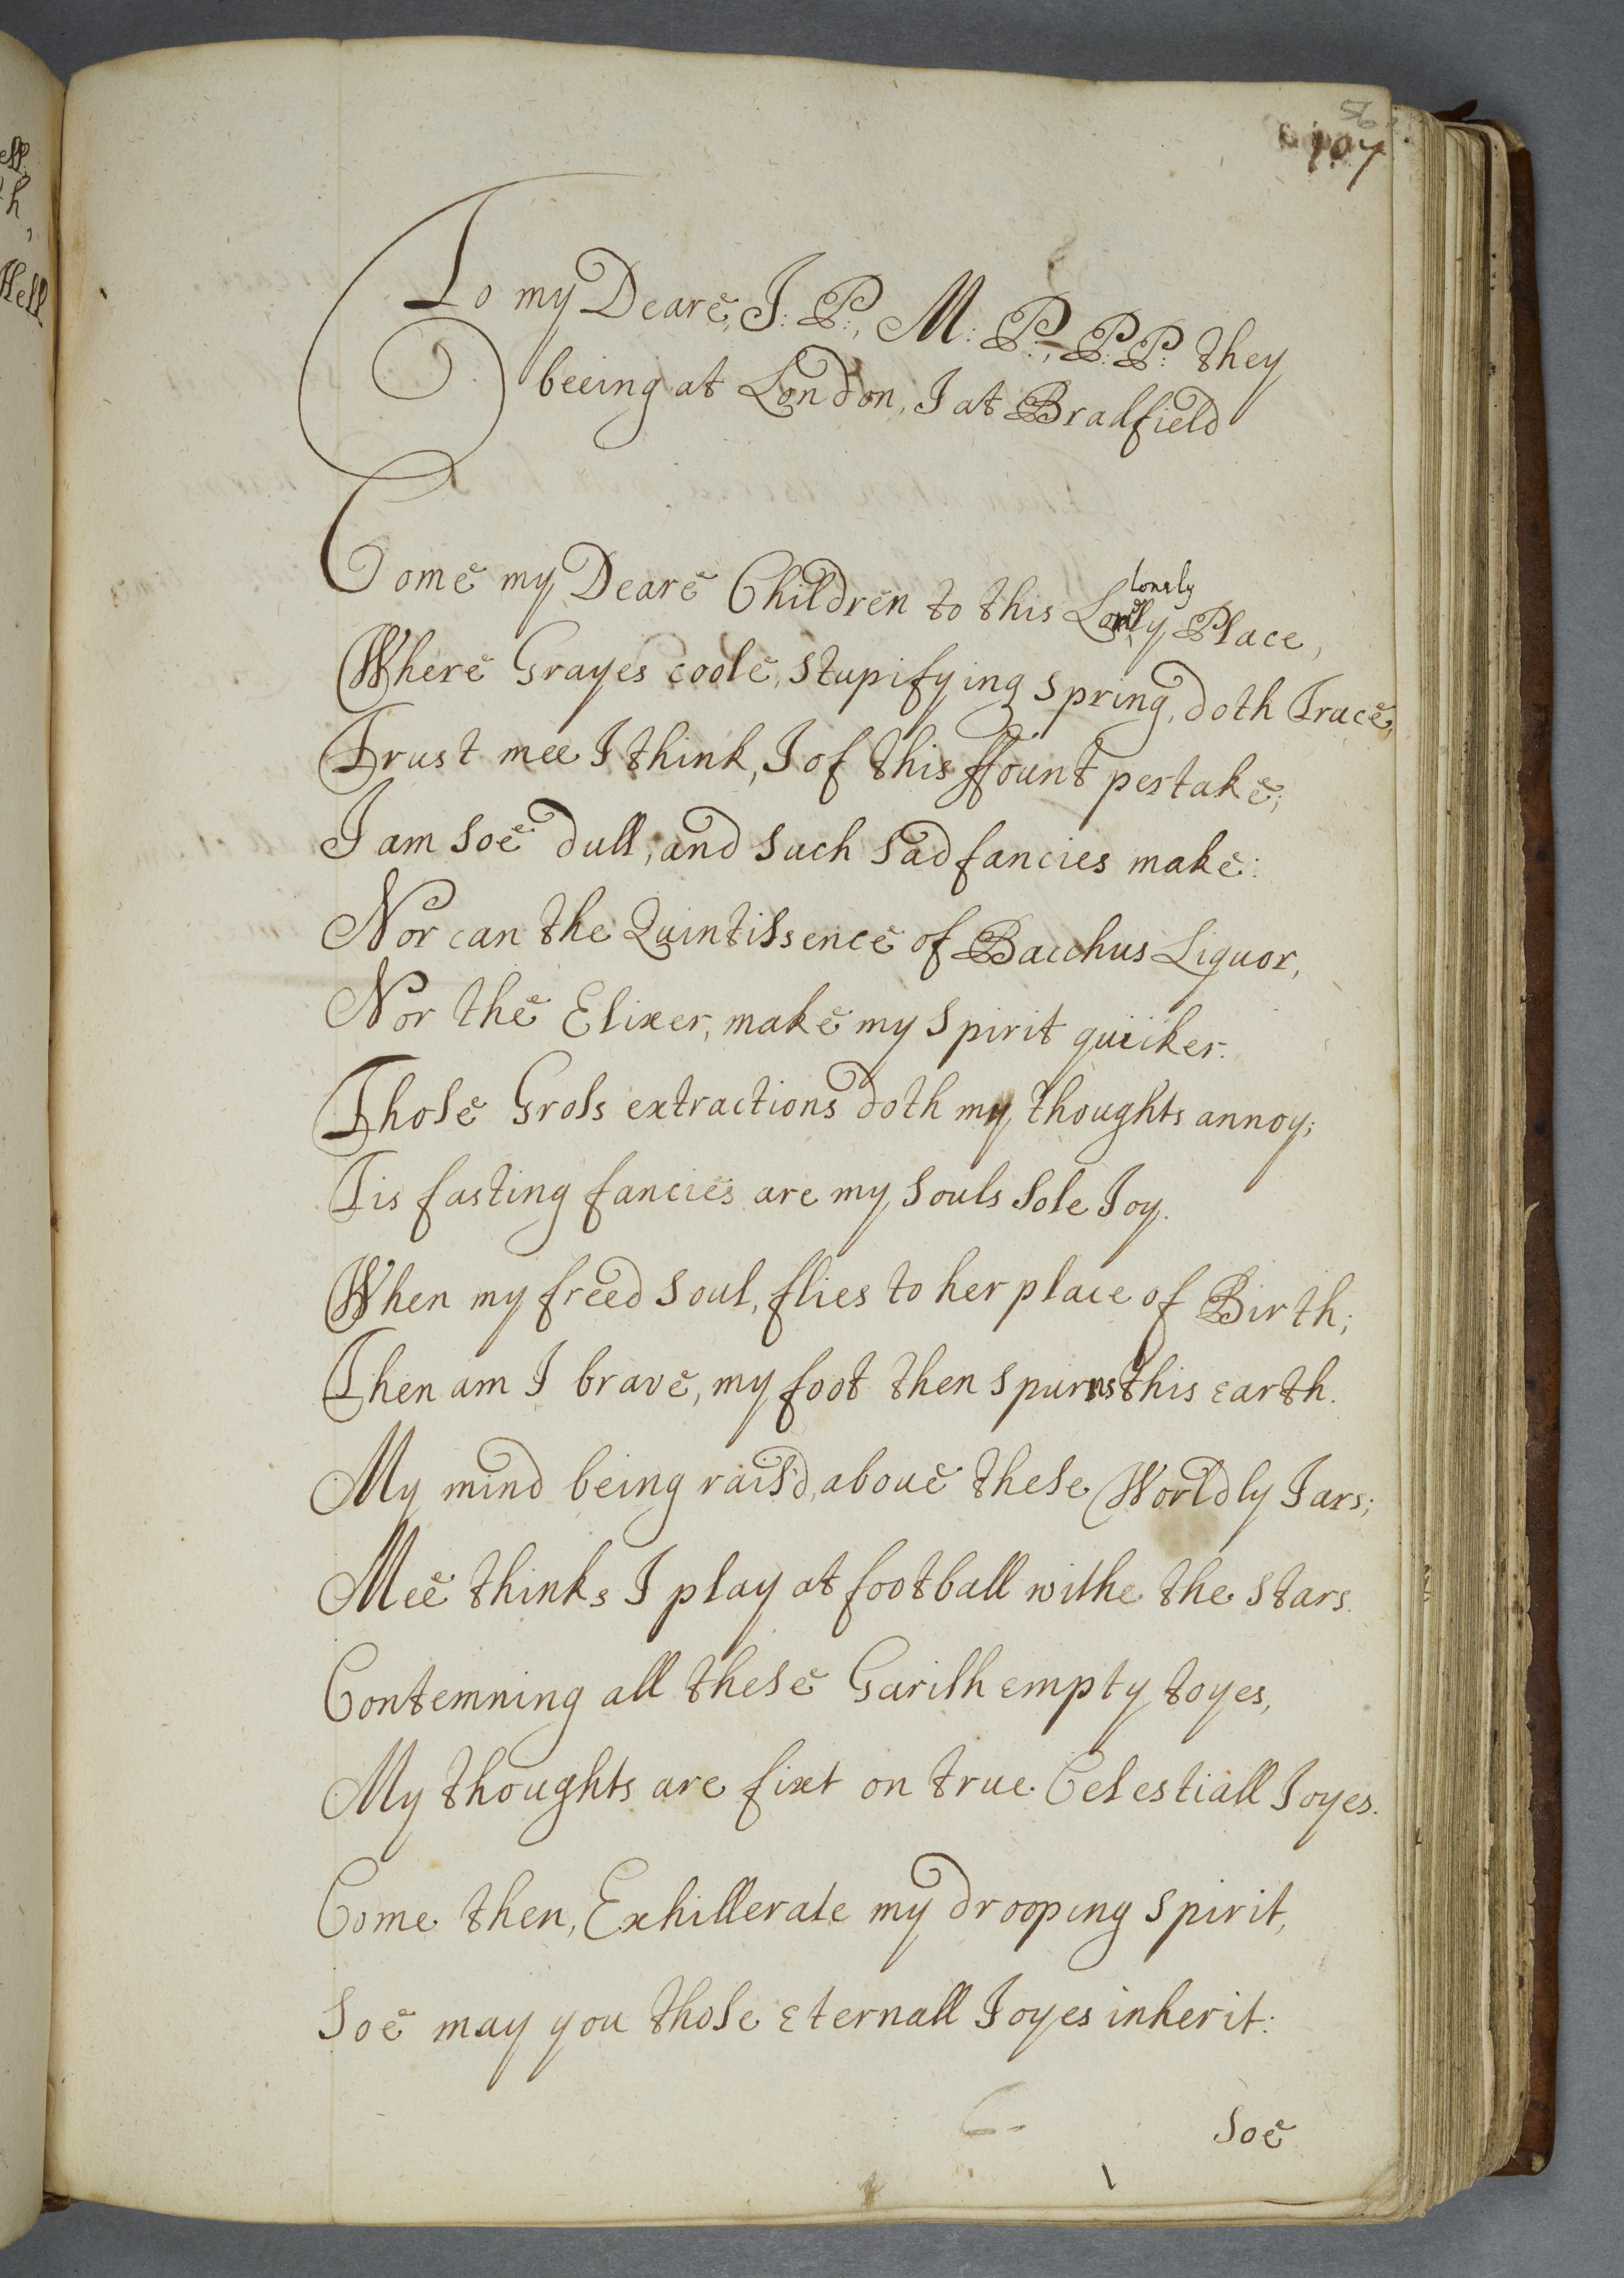 ell
h
,
Hell
56
107
To my Deare, J: P:, M: P:, P: P: they
beeing at London, I at Bradfield
Come my Deare Children to this Lonely Place,
lonely
Where Grayes coole, stupifying spring, doth Trace,
Trust mee I think, I of this ffount pertake;
I am soe dull, and such sad fancies make:
Nor can the Quintissence of Bacchus Liquor,
Nor the Elixer, make my spirit quicker.
Those Gross extractions doth my thoughts annoy;
Tis fasting fancies are my souls sole Joy.
When my freed soul, flies to her place of Birth;
Then am I brave, my foot then spurns this earth.
My mind being rais'd, aboue these Worldly Jars;
Mee thinks I play at football withe the stars.
Contemning all these Garish empty toyes,
My thoughts are fixt on true Celestiall Joyes.
Come then, Exhillerate my drooping spirit,
Soe may you those eternall Joyes inherit:
Soe